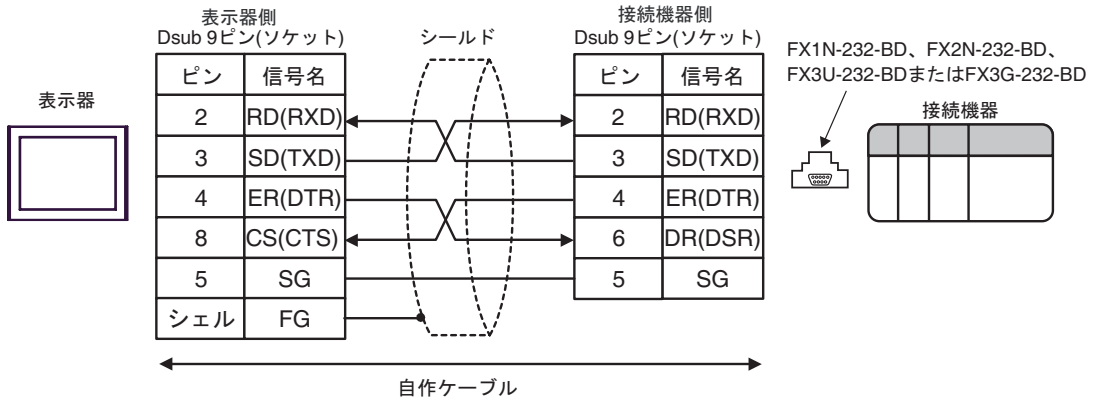 表示器
表示器側
Dsub 9ピン(ソケット)
ピン 信号名
2 RD(RXD)
3 SD(TXD)
4 ER(DTR)
8 CS(CTS)
5 SG
シェル FG
シールド
接続機器側
Dsub 9ピン(ソケット)
ピン 信号名
2 RD(RXD)
3 SD(TXD)
4 ER(DTR)
6 DR(DSR)
5 SG
FX1N-232-BD、FX2N-232-BD、
FX3U-232-BDまたはFX3G-232-BD
接続機器
自作ケーブル